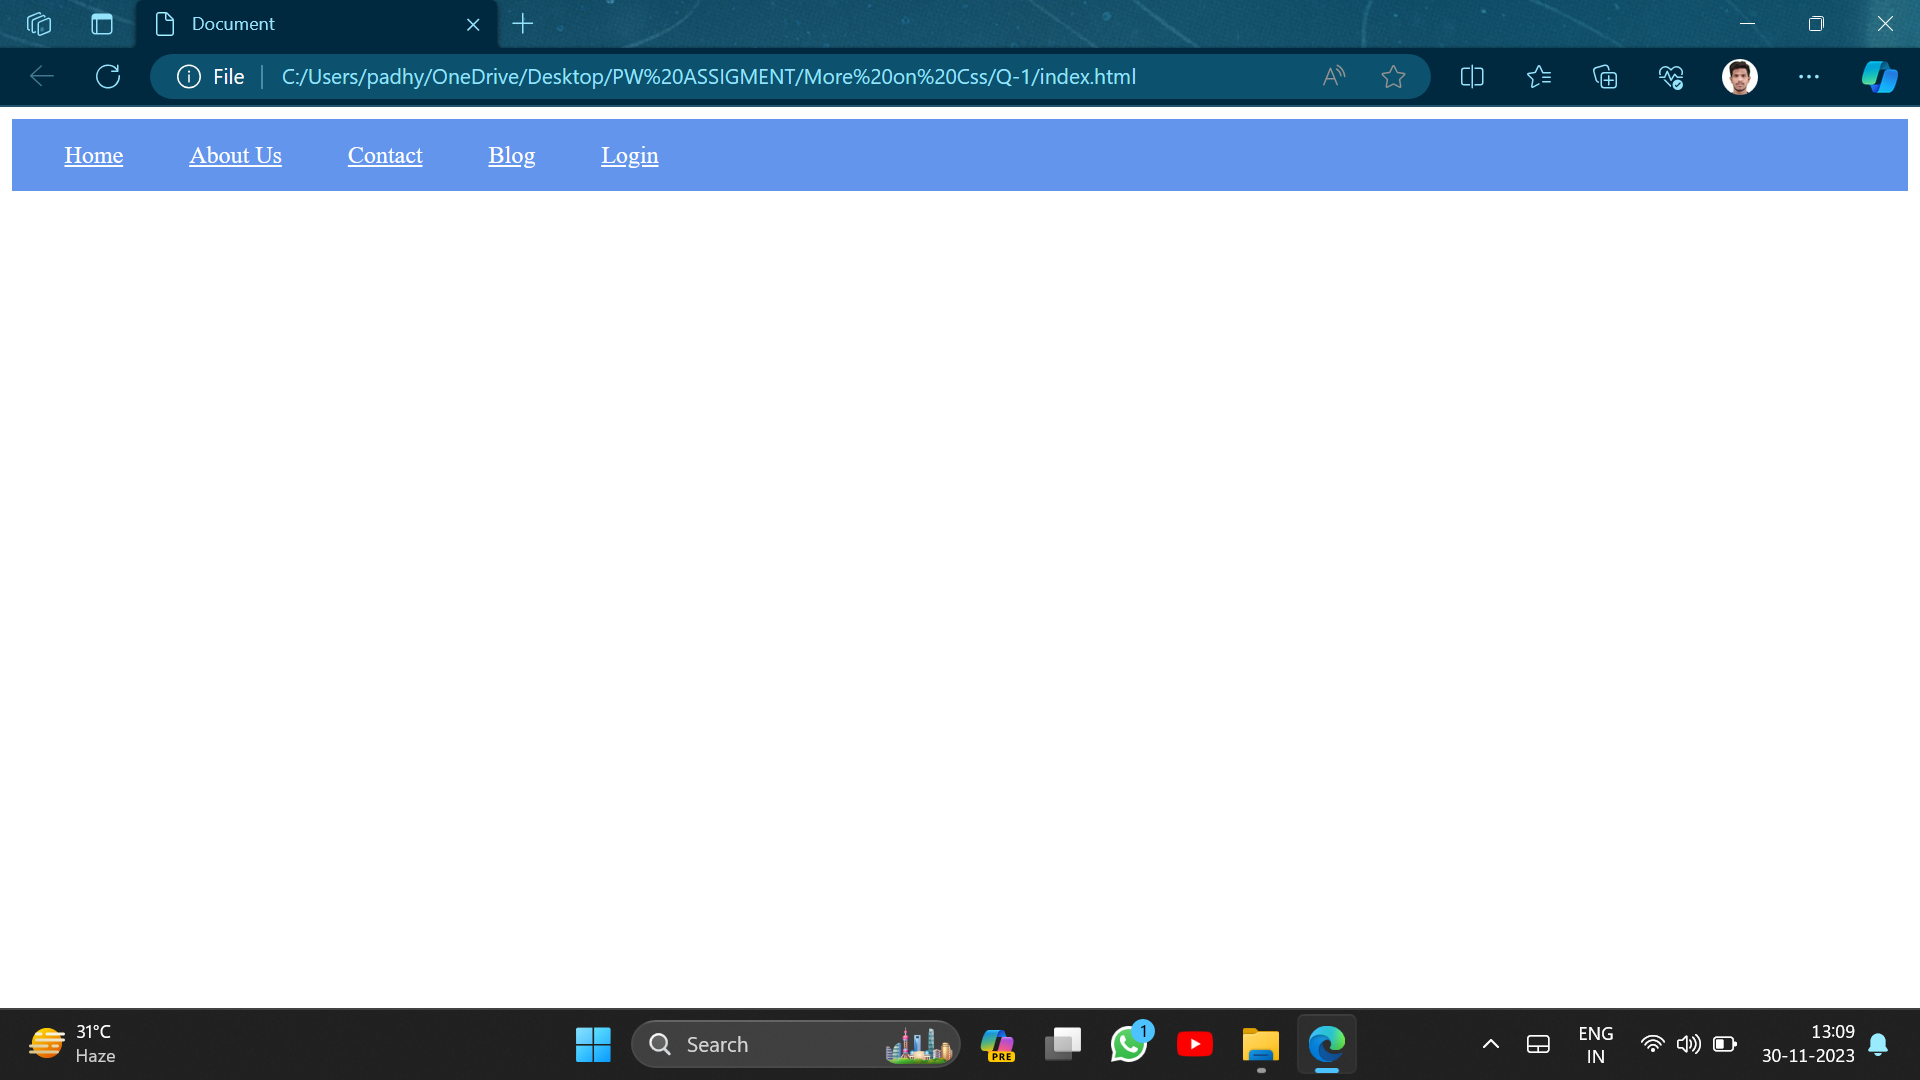 Document
File
C:/Users/padhy/OneDrive/Desktop/PW%20ASSIGMENT/More%20on%20Css/Q-1/index.html
Home About Us Contact Blog Login
31°C
Haze
Search
PRE
1
ENG
IN
13:09
30-11-2023